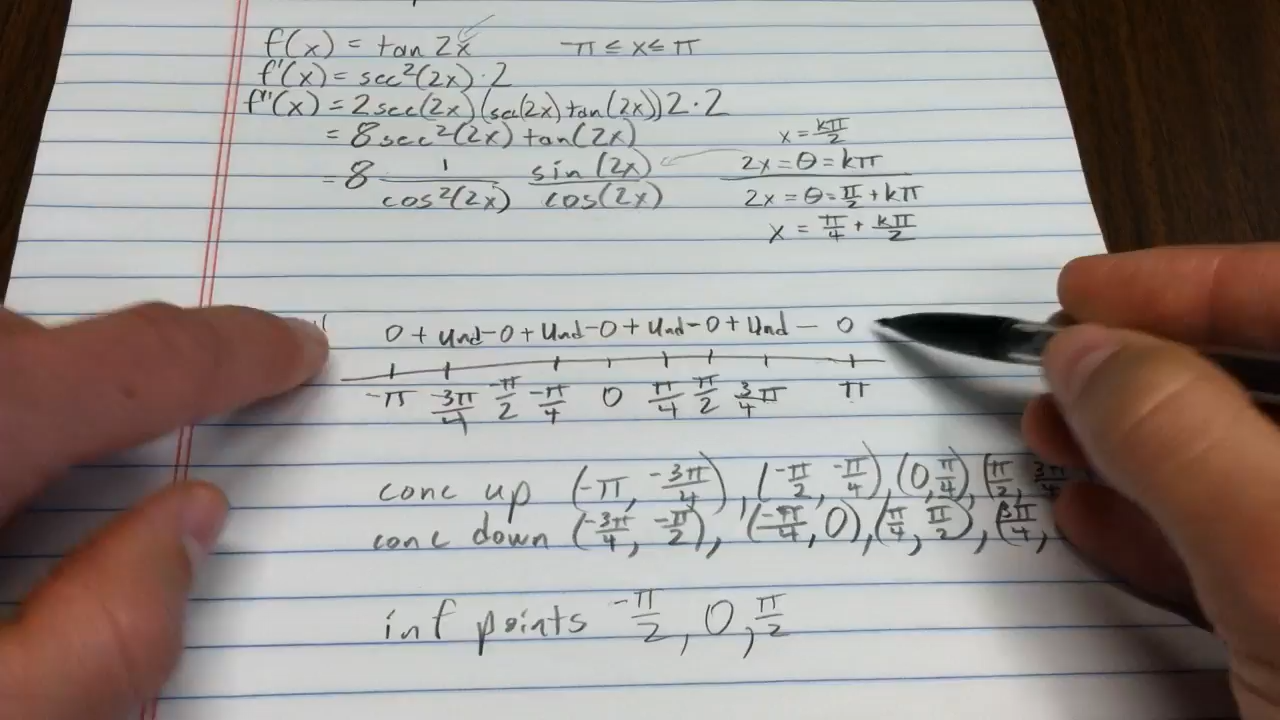 f(x) = tan 2x -π ≤ x ≤ π
f'(x) = sec²(2x)·2
f''(x) = 2sec(2x)(sec(2x)tan(2x))2·2
= 8sec²(2x)tan(2x) x = kπ/2
= 8 1/cos²(2x) sin(2x)/cos(2x) 2x = θ = kπ
2x = θ = π/2 + kπ
x = π/4 + kπ/2
0 + und - 0 + und - 0 + und - 0 + und - 0
-π -3π/4 -π/2 -π/4 0 π/4 π/2 3/4π π
conc up (-π, -3π/4), (-π/2, -π/4), (0, π/4), (π/2, 3π/4
conc down (-3π/4, -π/2), (-π/4, 0), (π/4, π/2), (3π/4,
inf points -π/2, 0, π/2